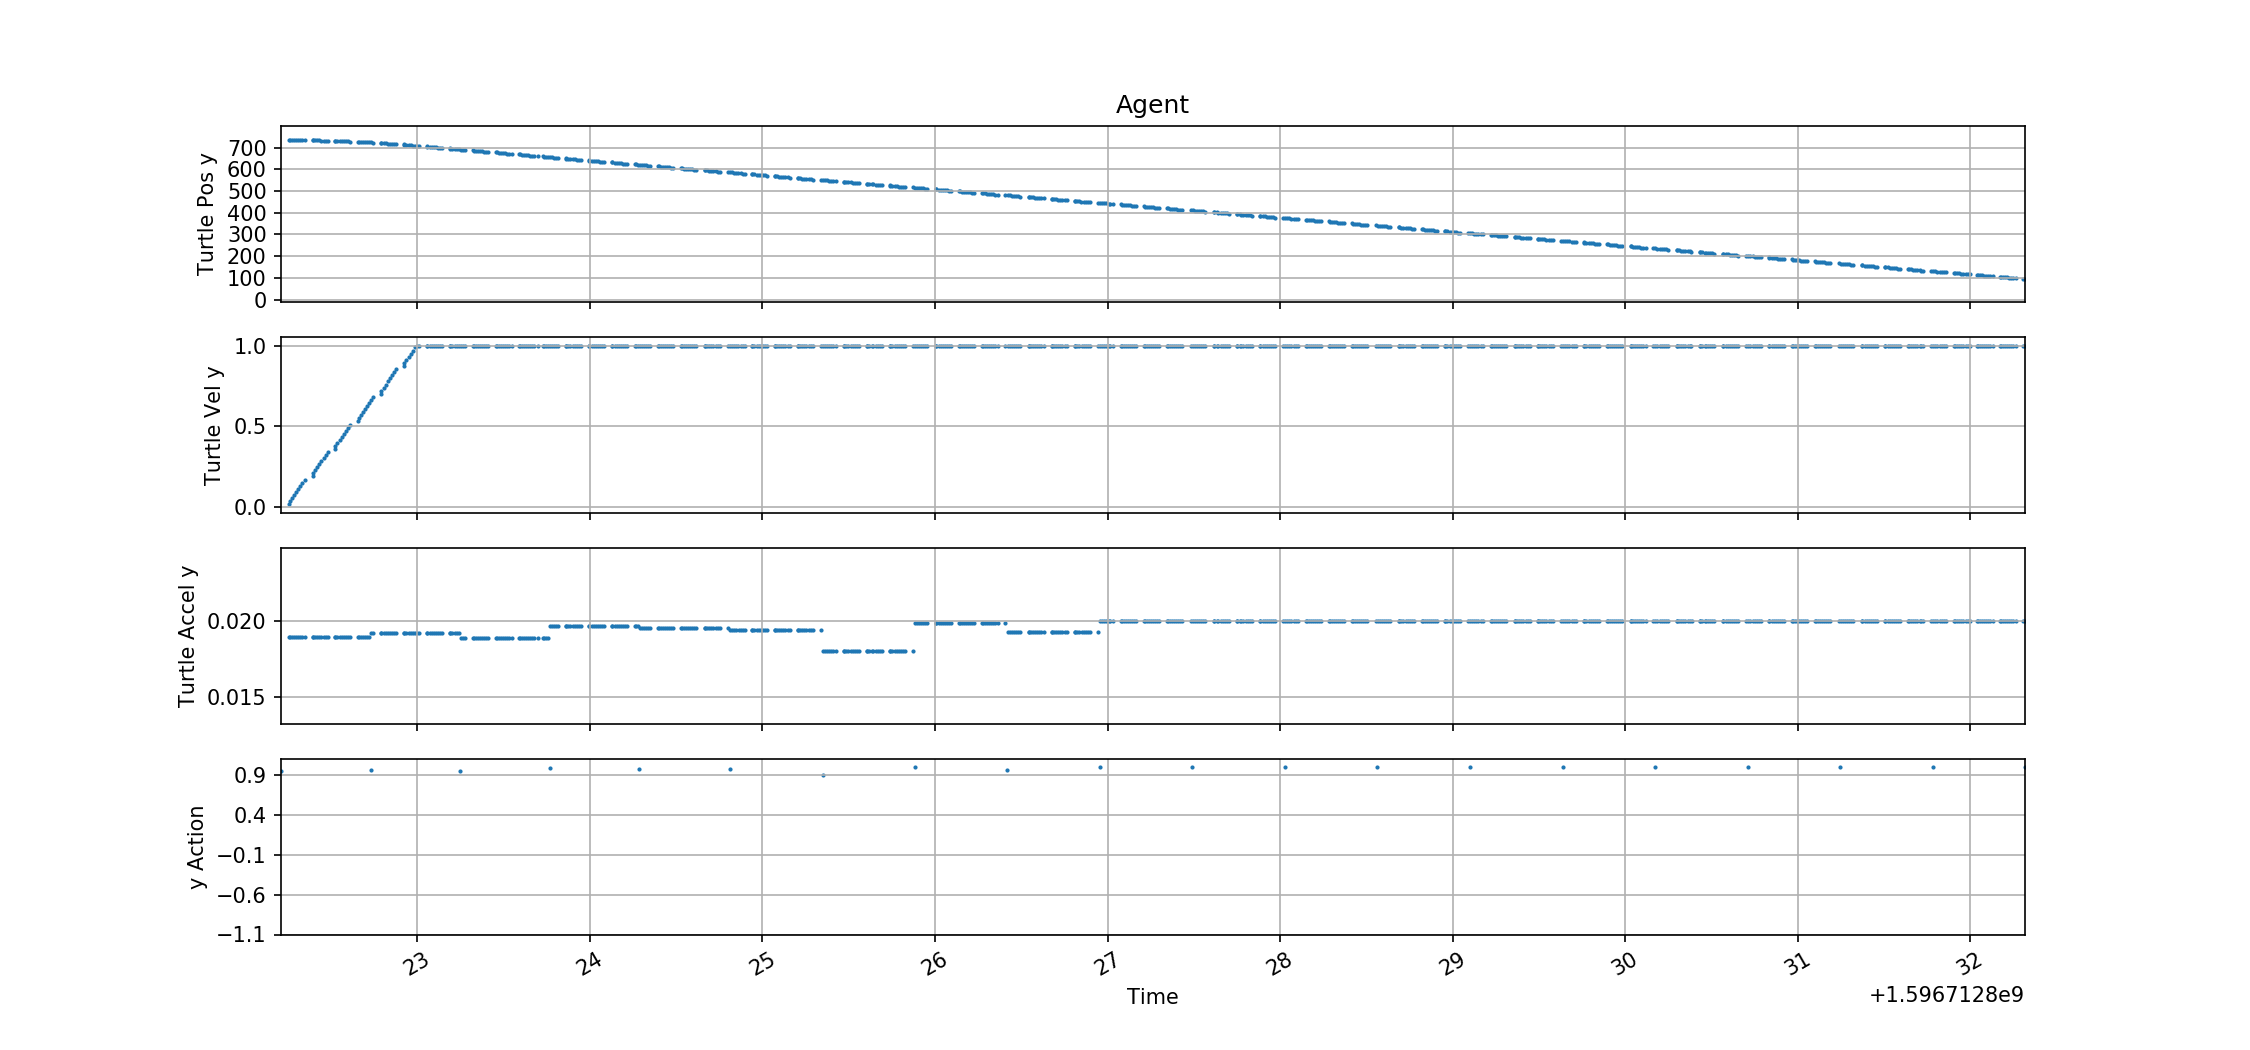 Agent
Turtle Pos y
700
600
500
400
300
200
100
0
Turtle Vel y
1.0
0.5
0.0
Turtle Accel y
0.020
0.015
y Action
0.9
0.4
−0.1
−0.6
−1.1
23 24 25 26 27 28 29 30 31 32
Time
+1.5967128e9